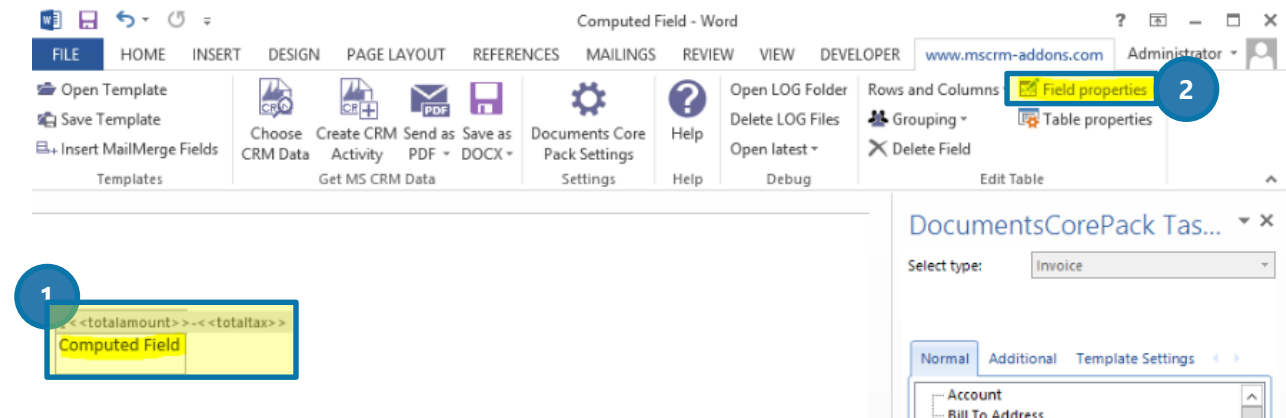 Computed Field - Word
FILE HOME INSERT DESIGN PAGE LAYOUT REFERENCES MAILINGS REVIEW VIEW DEVELOPER www.mscrm-addons.com Administrator
Open Template
Save Template
Insert MailMerge Fields
Templates
CRM
Choose
CRM Data
CR
Create CRM
Activity
PDF
Send as
PDF
Save as
DOCX
Get MS CRM Data
Documents Core
Pack Settings
Settings
?
Help
Help
Open LOG Folder
Delete LOG Files
Open latest
Debug
Rows and Columns
Grouping
Delete Field
Field properties
Table properties
Edit Table
2
DocumentsCorePack Tas...
Select type: Invoice
1
<<totalamount>>-<<totaltax>>
Computed Field
Normal Additional Template Settings
Account
Bill To Address